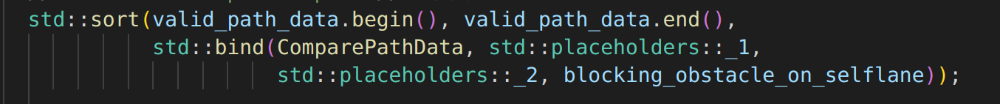 std::sort(valid_path_data.begin(), valid_path_data.end(),
std::bind(ComparePathData, std::placeholders::_1,
std::placeholders::_2, blocking_obstacle_on_selflane));